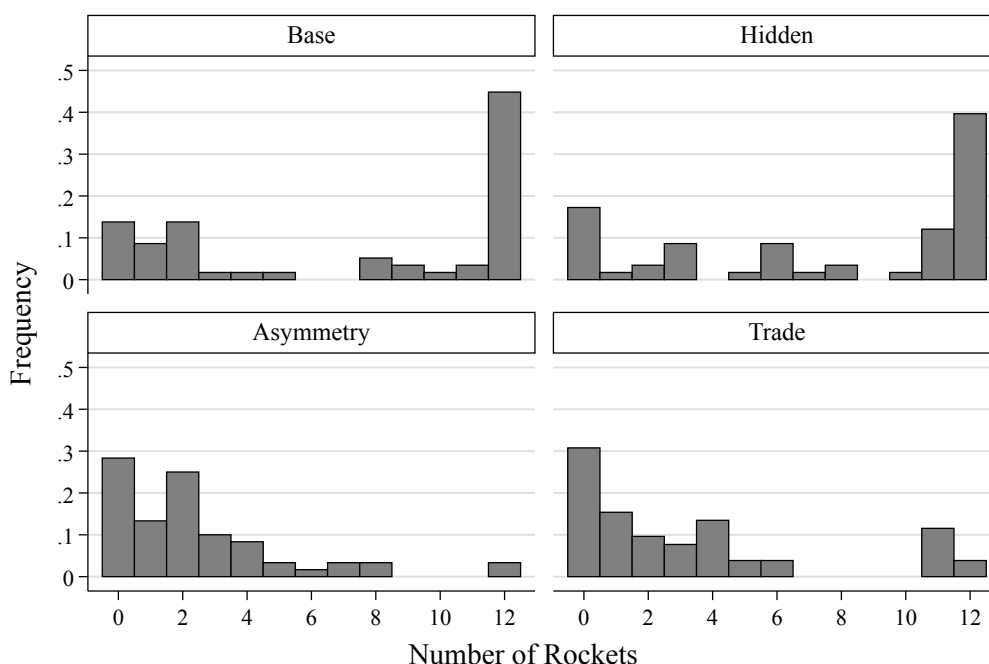 Base
Hidden
.5
.4
.3
.2
.1
0
Asymmetry
Trade
.5
.4
.3
.2
.1
0
0 2 4 6 8 10 12
0 2 4 6 8 10 12
Frequency
Number of Rockets